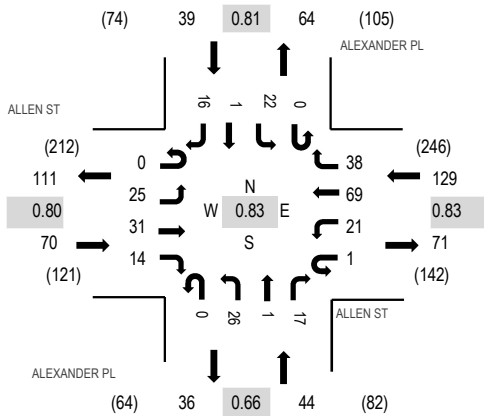 (74) 39 0.81 64 (105)
ALEXANDER PL
ALLEN ST
16 1 22 0
(212) (246)
0 38
111 129
25 N 69
0.80 W 0.83 E 0.83
31 S 21
70 71
14 1
(121) (142)
0 26 1 17
ALLEN ST
ALEXANDER PL
(64) 36 0.66 44 (82)